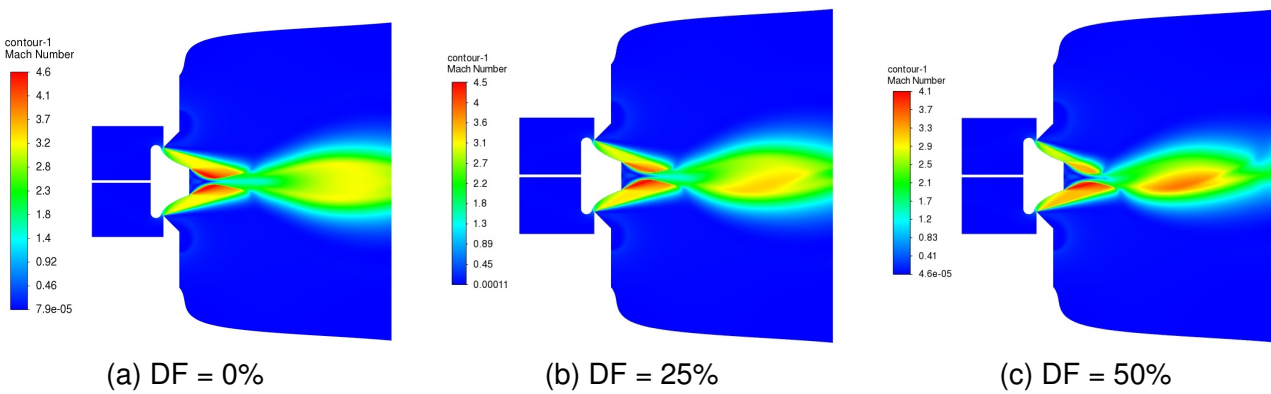 contour-1
Mach Number
4.6
4.1
3.7
3.2
2.8
2.3
1.8
1.4
0.92
0.46
7.9e-05
(a) DF = 0%
contour-1
Mach Number
4.5
4
3.6
3.1
2.7
2.2
1.8
1.3
0.89
0.45
0.00011
(b) DF = 25%
contour-1
Mach Number
4.1
3.7
3.3
2.9
2.5
2.1
1.7
1.2
0.83
0.41
4.6e-05
(c) DF = 50%